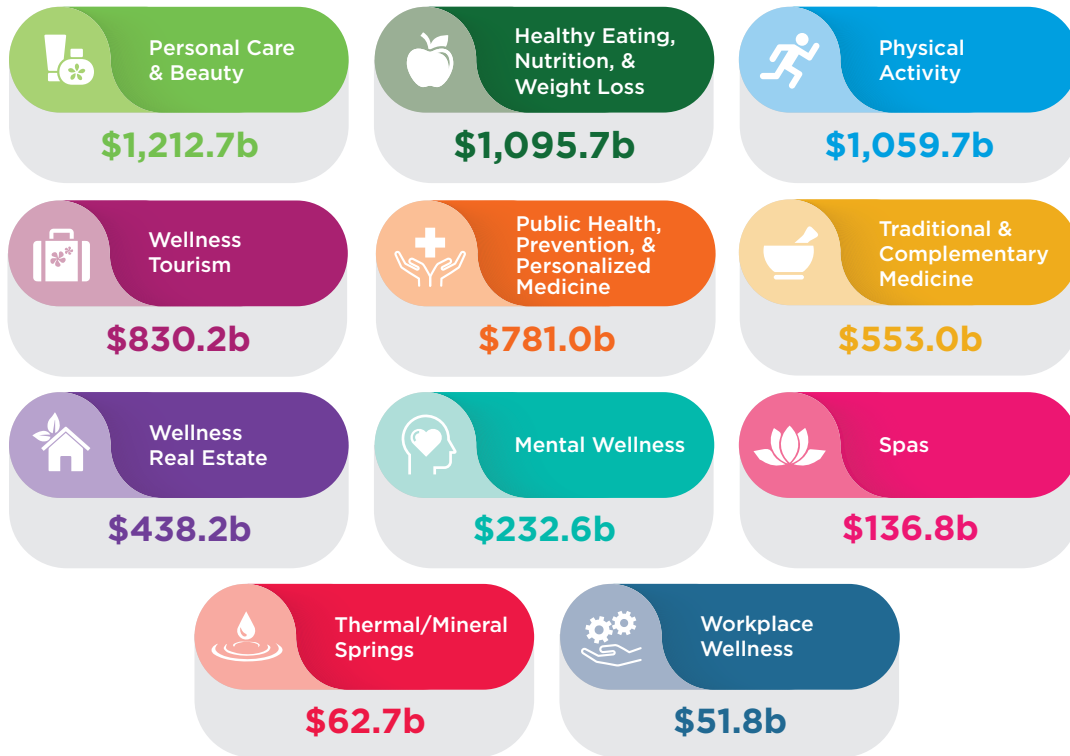 Personal Care
& Beauty
$1,212.7b
Healthy Eating,
Nutrition, &
Weight Loss
$1,095.7b
Physical
Activity
$1,059.7b
Wellness
Tourism
$830.2b
Public Health,
Prevention, &
Personalized
Medicine
$781.0b
Traditional &
Complementary
Medicine
$553.0b
Wellness
Real Estate
$438.2b
Mental Wellness
$232.6b
Spas
$136.8b
Thermal/Mineral
Springs
$62.7b
Workplace
Wellness
$51.8b